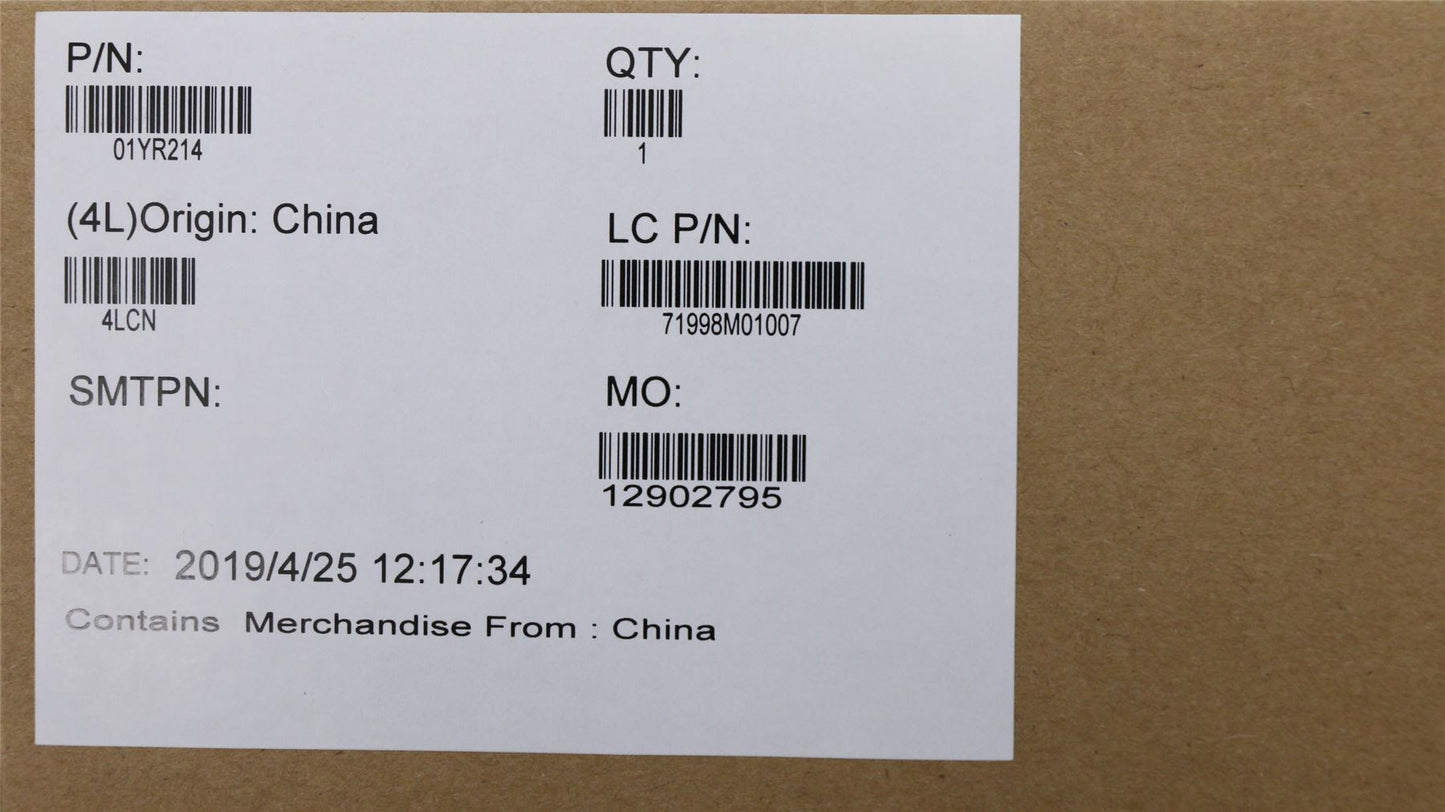 P/N:
01YR214
QTY:
1
(4L)Origin: China
4LCN
LC P/N:
71998M01007
SMTPN:
MO:
12902795
DATE: 2019/4/25 12:17:34
Contains Merchandise From : China